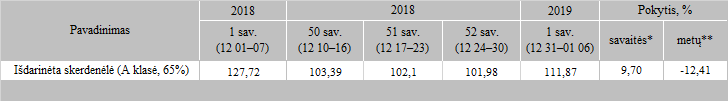 Pavadinimas 2018 2018 2019 Pokytis, %
1 sav. (12 01–07) 50 sav. (12 10–16) 51 sav. (12 17–23) 52 sav. (12 24–30) 1 sav. (12 31–01 06) savaitės* metų**
Išdarinėta skerdenėlė (A klasė, 65%) 127,72 103,39 102,1 101,98 111,87 9,70 -12,41